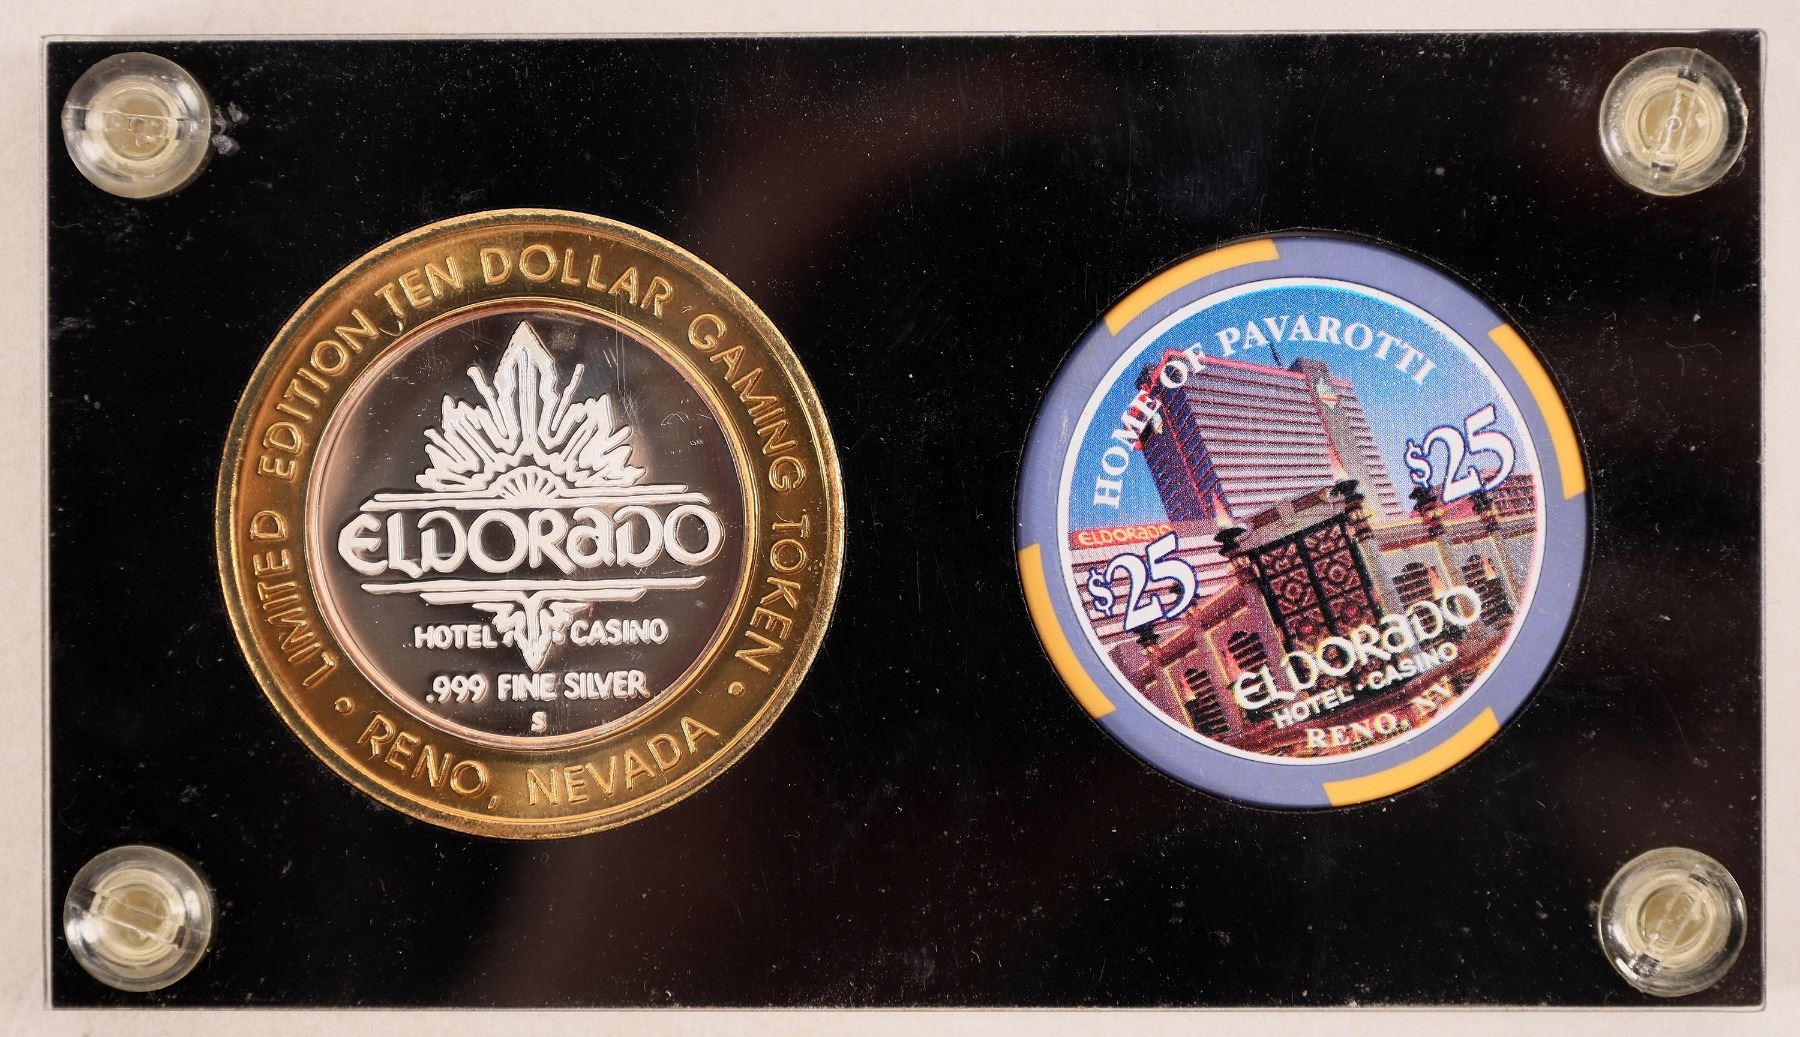 LIMITED EDITION TEN DOLLAR GAMING TOKEN
ELDORADO
HOTEL CASINO
.999 FINE SILVER
S
• RENO, NEVADA •
HOME OF PAVAROTTI
$25
ELDORADO
$25
ELDORADO
HOTEL • CASINO
RENO, NV